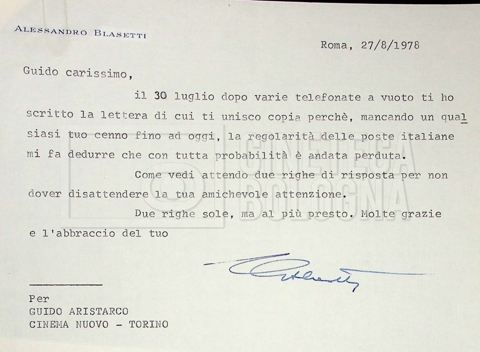 ALESSANDRO BLASETTI
Roma, 27/8/1978
Guido carissimo,
il 30 luglio dopo varie telefonate a vuoto ti ho
scritto la lettera di cui ti unisco copia perchè, mancando un qual
siasi tuo cenno fino ad oggi, la regolarità delle poste italiane
mi fa dedurre che con tutta probabilità è andata perduta.
Come vedi attendo due righe di risposta per non
dover disattendere la tua amichevole attenzione.
Due righe sole, ma al più presto. Molte grazie
e l'abbraccio del tuo
Blasetti
Per
GUIDO ARISTARCO
CINEMA NUOVO - TORINO
CINETECA
BOLOGNA